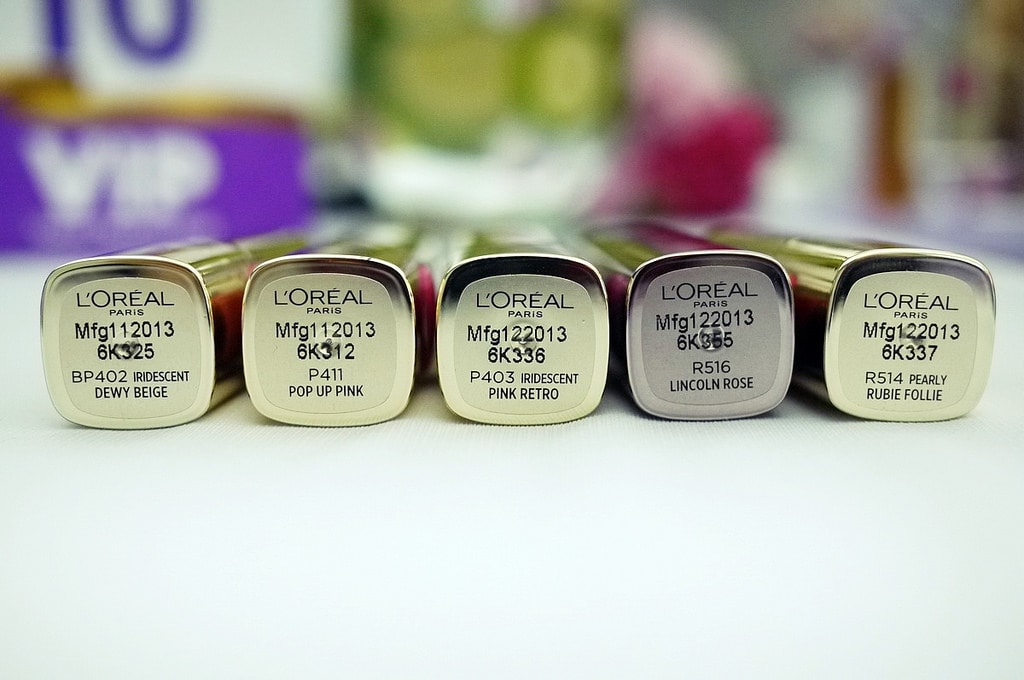 10
VIP
L'ORÉAL
PARIS
Mfg112013
6K325
BP402 IRIDESCENT
DEWY BEIGE
L'ORÉAL
PARIS
Mfg112013
6K312
P411
POP UP PINK
L'ORÉAL
PARIS
Mfg122013
6K336
P403 IRIDESCENT
PINK RETRO
L'ORÉAL
PARIS
Mfg122013
6K355
R516
LINCOLN ROSE
L'ORÉAL
PARIS
Mfg122013
6K337
R514 PEARLY
RUBIE FOLLIE